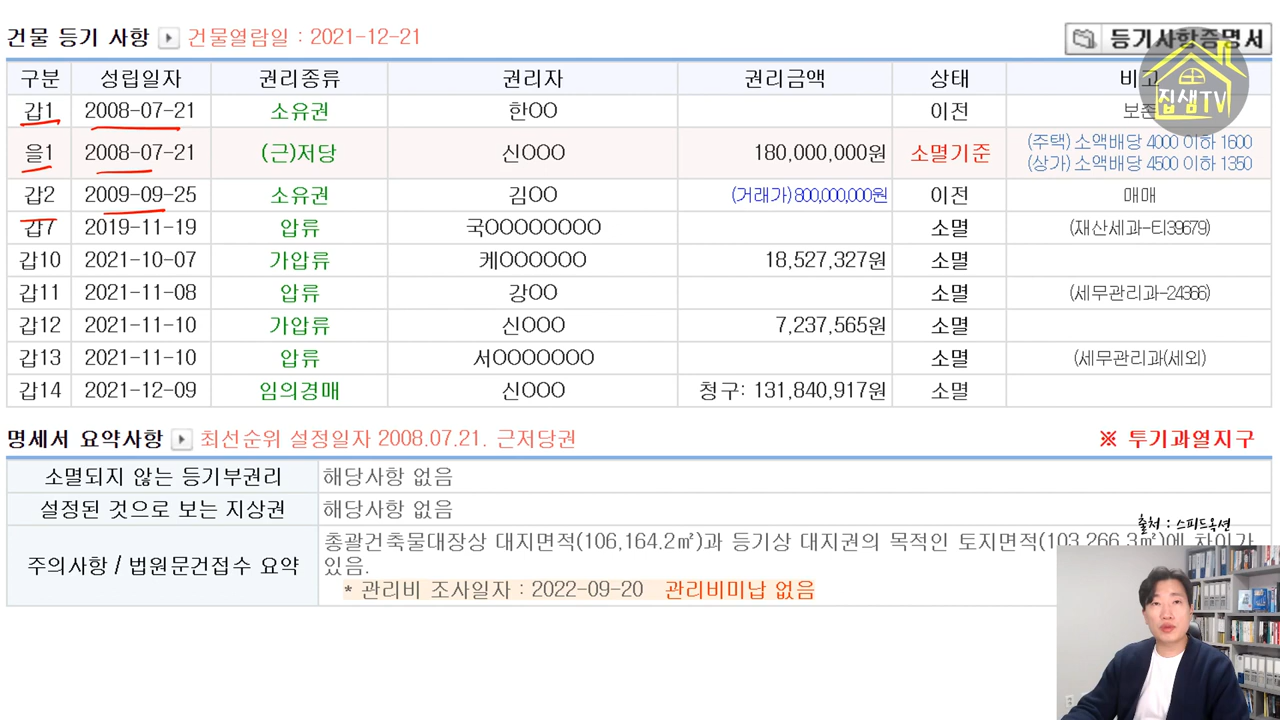 건물 등기 사항 건물열람일 : 2021-12-21 등기사항증명서
집샘TV
구분 성립일자 권리종류 권리자 권리금액 상태 비고
갑1 2008-07-21 소유권 한OO 이전 보존
을1 2008-07-21 (근)저당 신OOO 180,000,000원 소멸기준 (주택) 소액배당 4000 이하 1600
(상가) 소액배당 4500 이하 1350
갑2 2009-09-25 소유권 김OO (거래가) 800,000,000원 이전 매매
갑7 2019-11-19 압류 국OOOOOOOO 소멸 (재산세과-티39679)
갑10 2021-10-07 가압류 케OOOOOO 18,527,327원 소멸
갑11 2021-11-08 압류 강OO 소멸 (세무관리과-24366)
갑12 2021-11-10 가압류 신OOO 7,237,565원 소멸
갑13 2021-11-10 압류 서OOOOOOO 소멸 (세무관리과(세외)
갑14 2021-12-09 임의경매 신OOO 청구: 131,840,917원 소멸
명세서 요약사항 최선순위 설정일자 2008.07.21. 근저당권 ※ 투기과열지구
소멸되지 않는 등기부권리 해당사항 없음
설정된 것으로 보는 지상권 해당사항 없음
출처 : 스피드옥션
주의사항 / 법원문건접수 요약 총괄건축물대장상 대지면적(106,164.2㎡)과 등기상 대지권의 목적인 토지면적(103,266.3㎡)에 차이가
있음.
* 관리비 조사일자 : 2022-09-20 관리비미납 없음